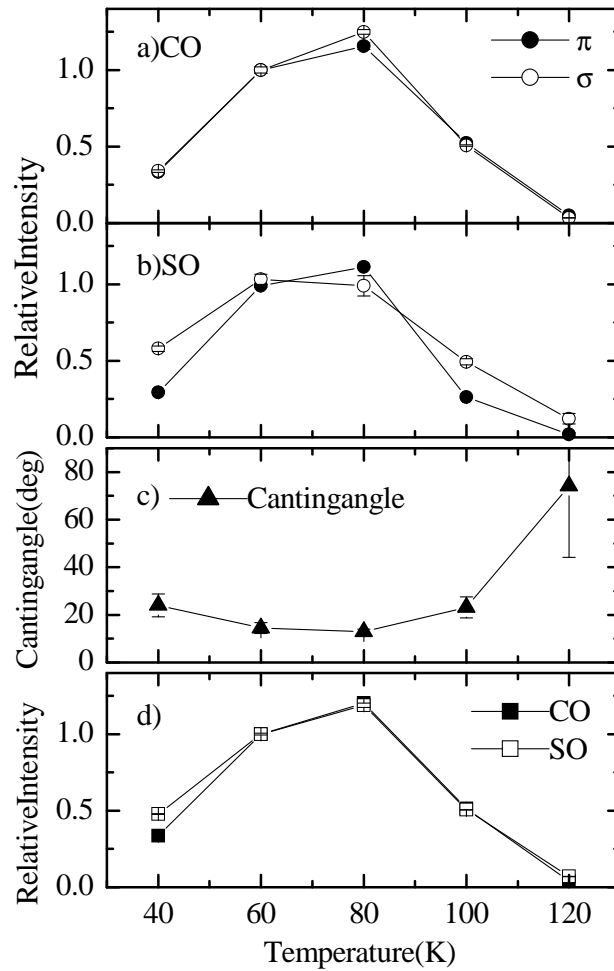 a)CO
π
σ
1.0
0.5
0.0
RelativeIntensity
b)SO
1.0
0.5
0.0
Cantingangle(deg)
c)
Cantingangle
80
60
40
20
0
RelativeIntensity
d)
CO
SO
1.0
0.5
0.0
40 60 80 100 120
Temperature(K)